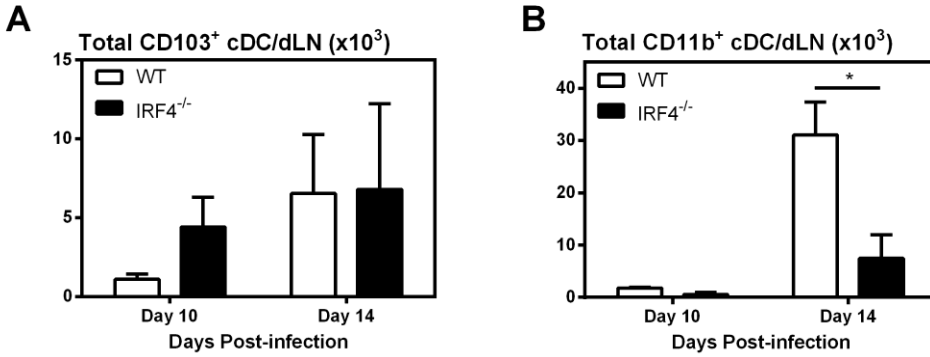 A
Total CD103⁺ cDC/dLN (x10³)
15
10
5
0
WT
IRF4⁻/⁻
Day 10
Day 14
Days Post-infection
B
Total CD11b⁺ cDC/dLN (x10³)
40
30
20
10
0
WT
IRF4⁻/⁻
*
Day 10
Day 14
Days Post-infection